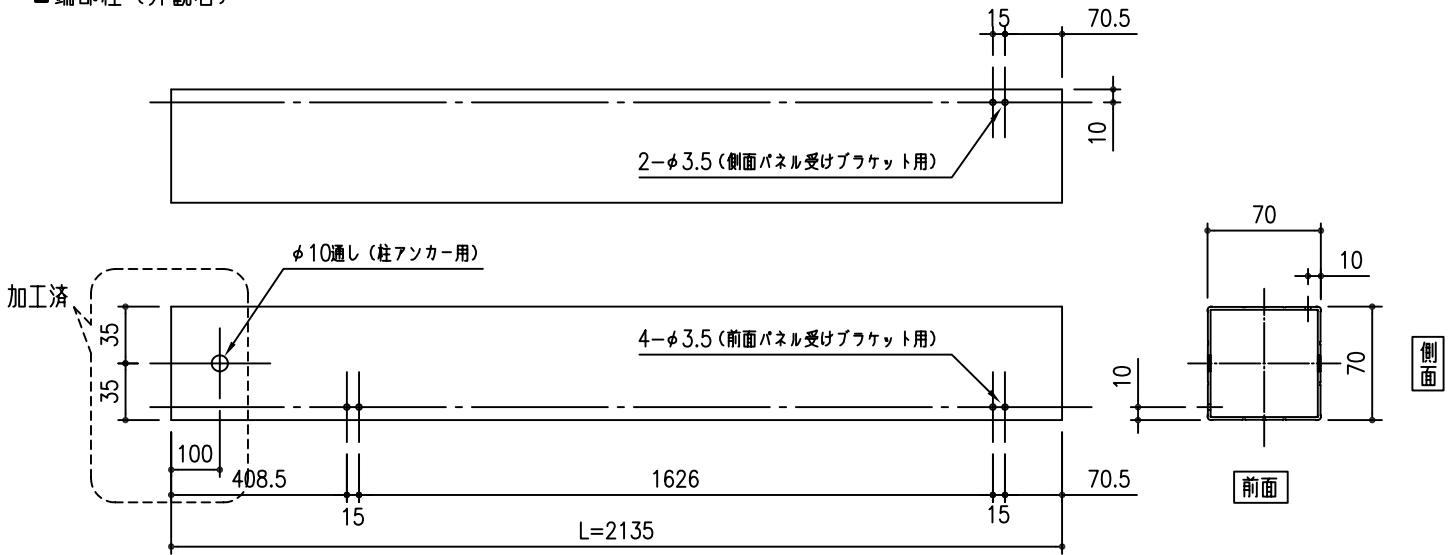 15
70.5
10
2-φ3.5(側面パネル受けブラケット用)
φ10通し(柱アンカー用)
加工済
35
35
4-φ3.5(前面パネル受けブラケット用)
100
408.5
15
1626
15
70.5
L=2135
70
10
10
70
側面
前面